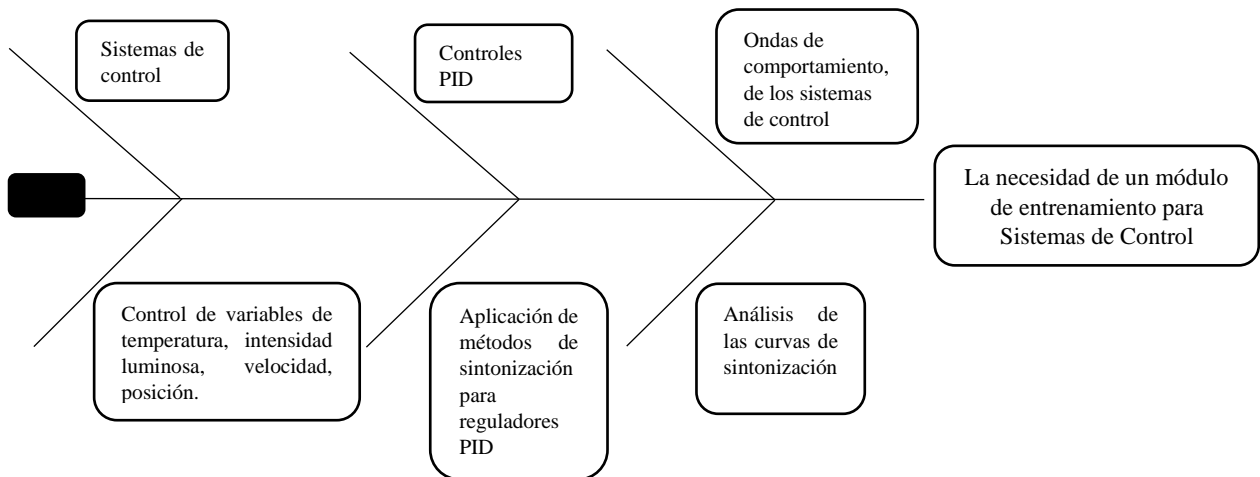 Sistemas de
control
Controles
PID
Ondas de
comportamiento,
de los sistemas
de control
La necesidad de un módulo
de entrenamiento para
Sistemas de Control
Control de variables de
temperatura, intensidad
luminosa, velocidad,
posición.
Aplicación de
métodos de
sintonización
para
reguladores
PID
Análisis de
las curvas de
sintonización